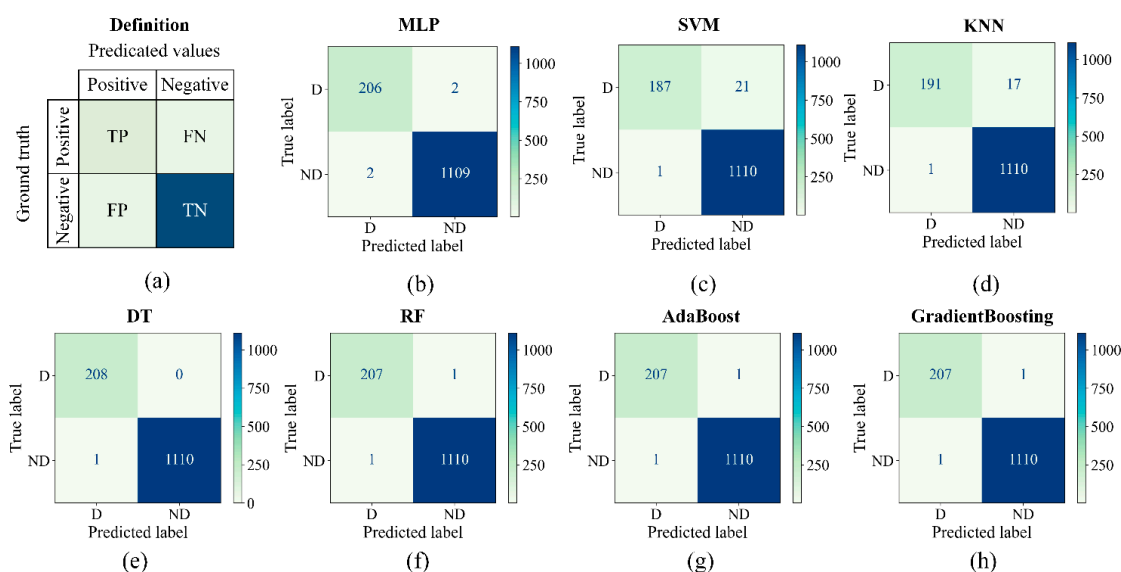 Definition
Predicated values
Positive Negative
Ground truth
Positive
TP FN
Negative
FP TN
(a)
MLP
True label
D 206 2
ND 2 1109
D ND
Predicted label
1000
750
500
250
(b)
SVM
True label
D 187 21
ND 1 1110
D ND
Predicted label
1000
750
500
250
(c)
KNN
True label
D 191 17
ND 1 1110
D ND
Predicted label
1000
750
500
250
(d)
DT
True label
D 208 0
ND 1 1110
D ND
Predicted label
1000
750
500
250
0
(e)
RF
True label
D 207 1
ND 1 1110
D ND
Predicted label
1000
750
500
250
(f)
AdaBoost
True label
D 207 1
ND 1 1110
D ND
Predicted label
1000
750
500
250
(g)
GradientBoosting
True label
D 207 1
ND 1 1110
D ND
Predicted label
1000
750
500
250
(h)